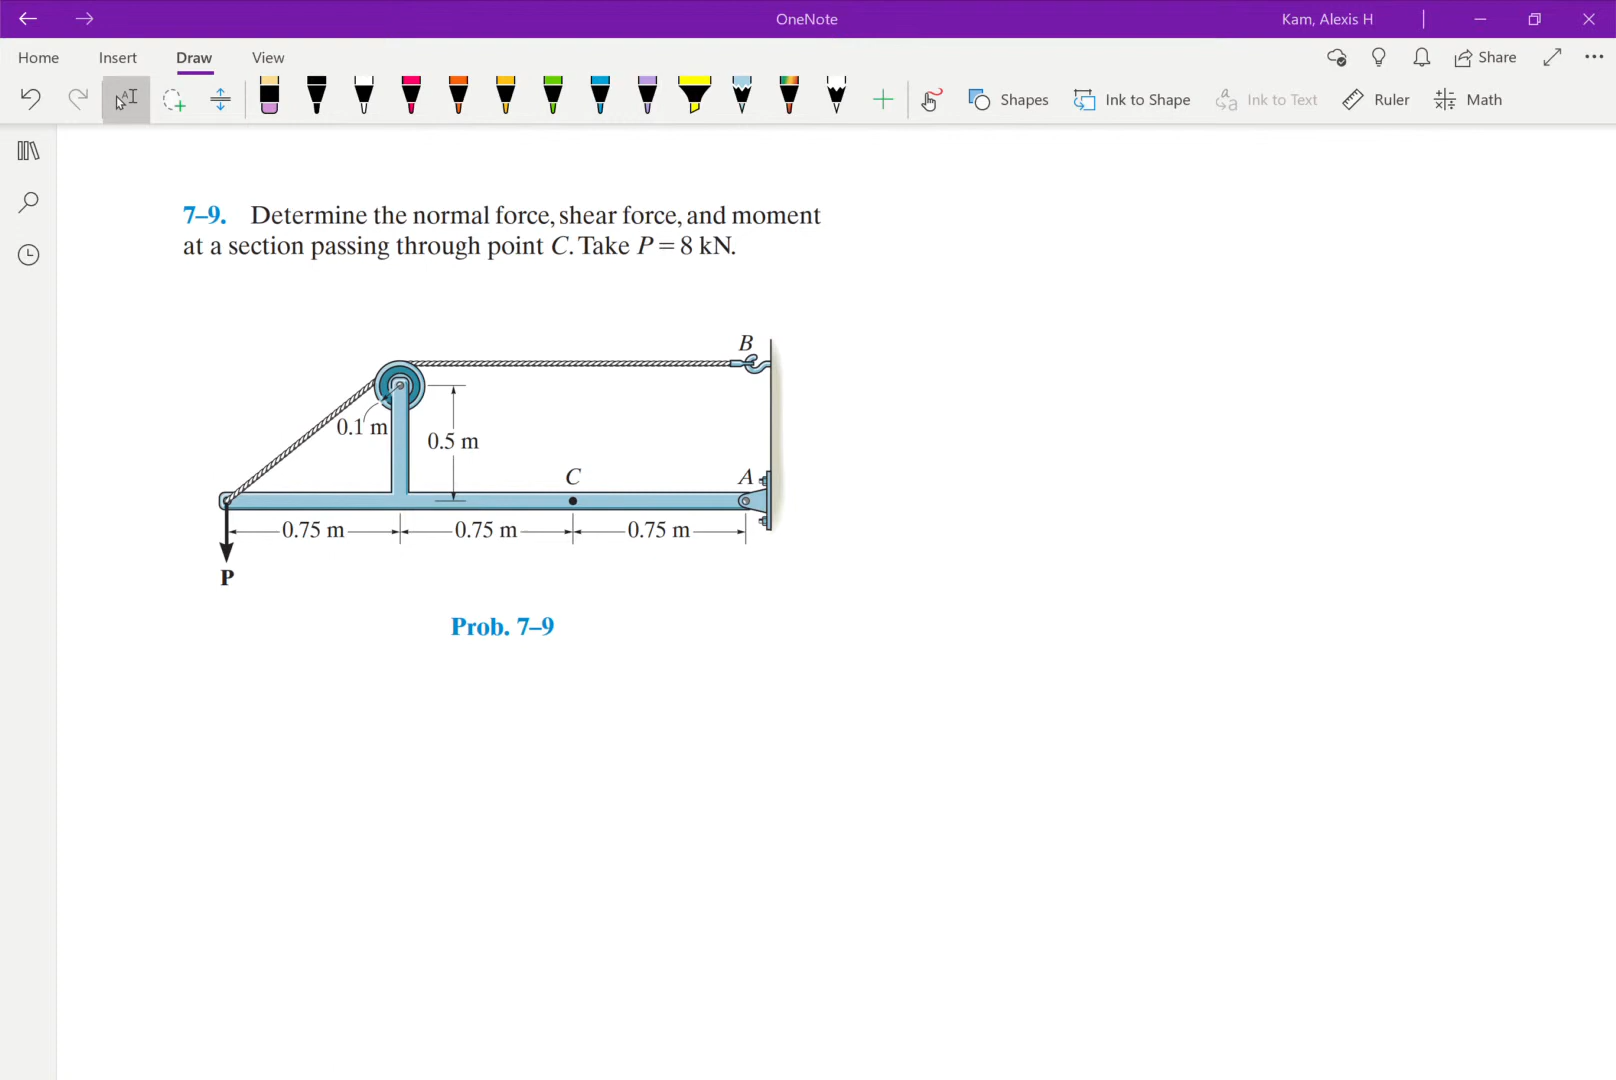 OneNote
Kam, Alexis H
Home Insert Draw View
Share
AI
Shapes
Ink to Shape
Ink to Text
Ruler
Math
7–9. Determine the normal force, shear force, and moment
at a section passing through point C. Take P = 8 kN.
B
0.1 m
0.5 m
C
A
0.75 m 0.75 m 0.75 m
P
Prob. 7–9